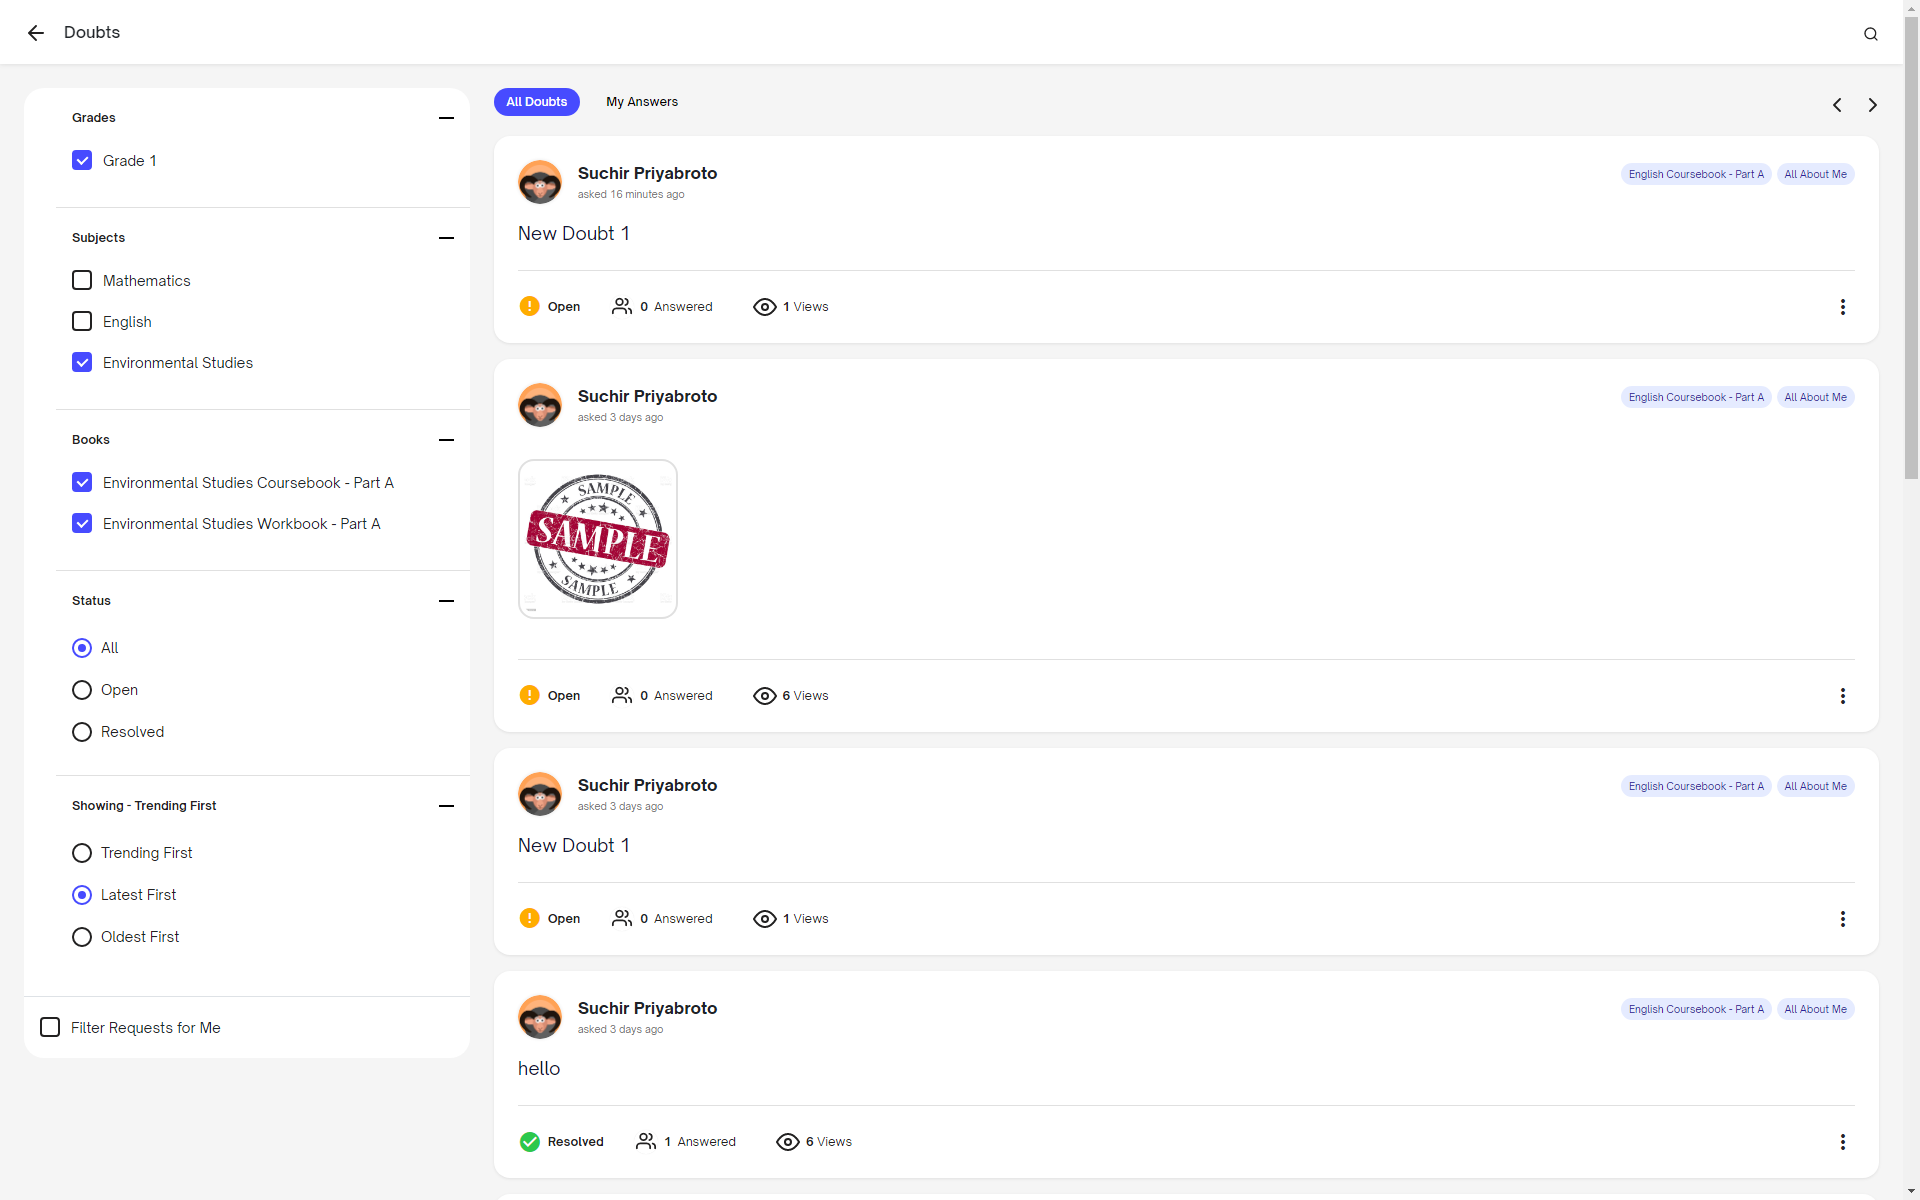 Doubts
Grades
Grade 1
Subjects
Mathematics
English
Environmental Studies
Books
Environmental Studies Coursebook - Part A
Environmental Studies Workbook - Part A
Status
All
Open
Resolved
Showing - Trending First
Trending First
Latest First
Oldest First
Filter Requests for Me
All Doubts My Answers
Suchir Priyabroto English Coursebook - Part A All About Me
asked 16 minutes ago
New Doubt 1
Open 0 Answered 1 Views
Suchir Priyabroto English Coursebook - Part A All About Me
asked 3 days ago
SAMPLE
SAMPLE
SAMPLE
Open 0 Answered 6 Views
Suchir Priyabroto English Coursebook - Part A All About Me
asked 3 days ago
New Doubt 1
Open 0 Answered 1 Views
Suchir Priyabroto English Coursebook - Part A All About Me
asked 3 days ago
hello
Resolved 1 Answered 6 Views